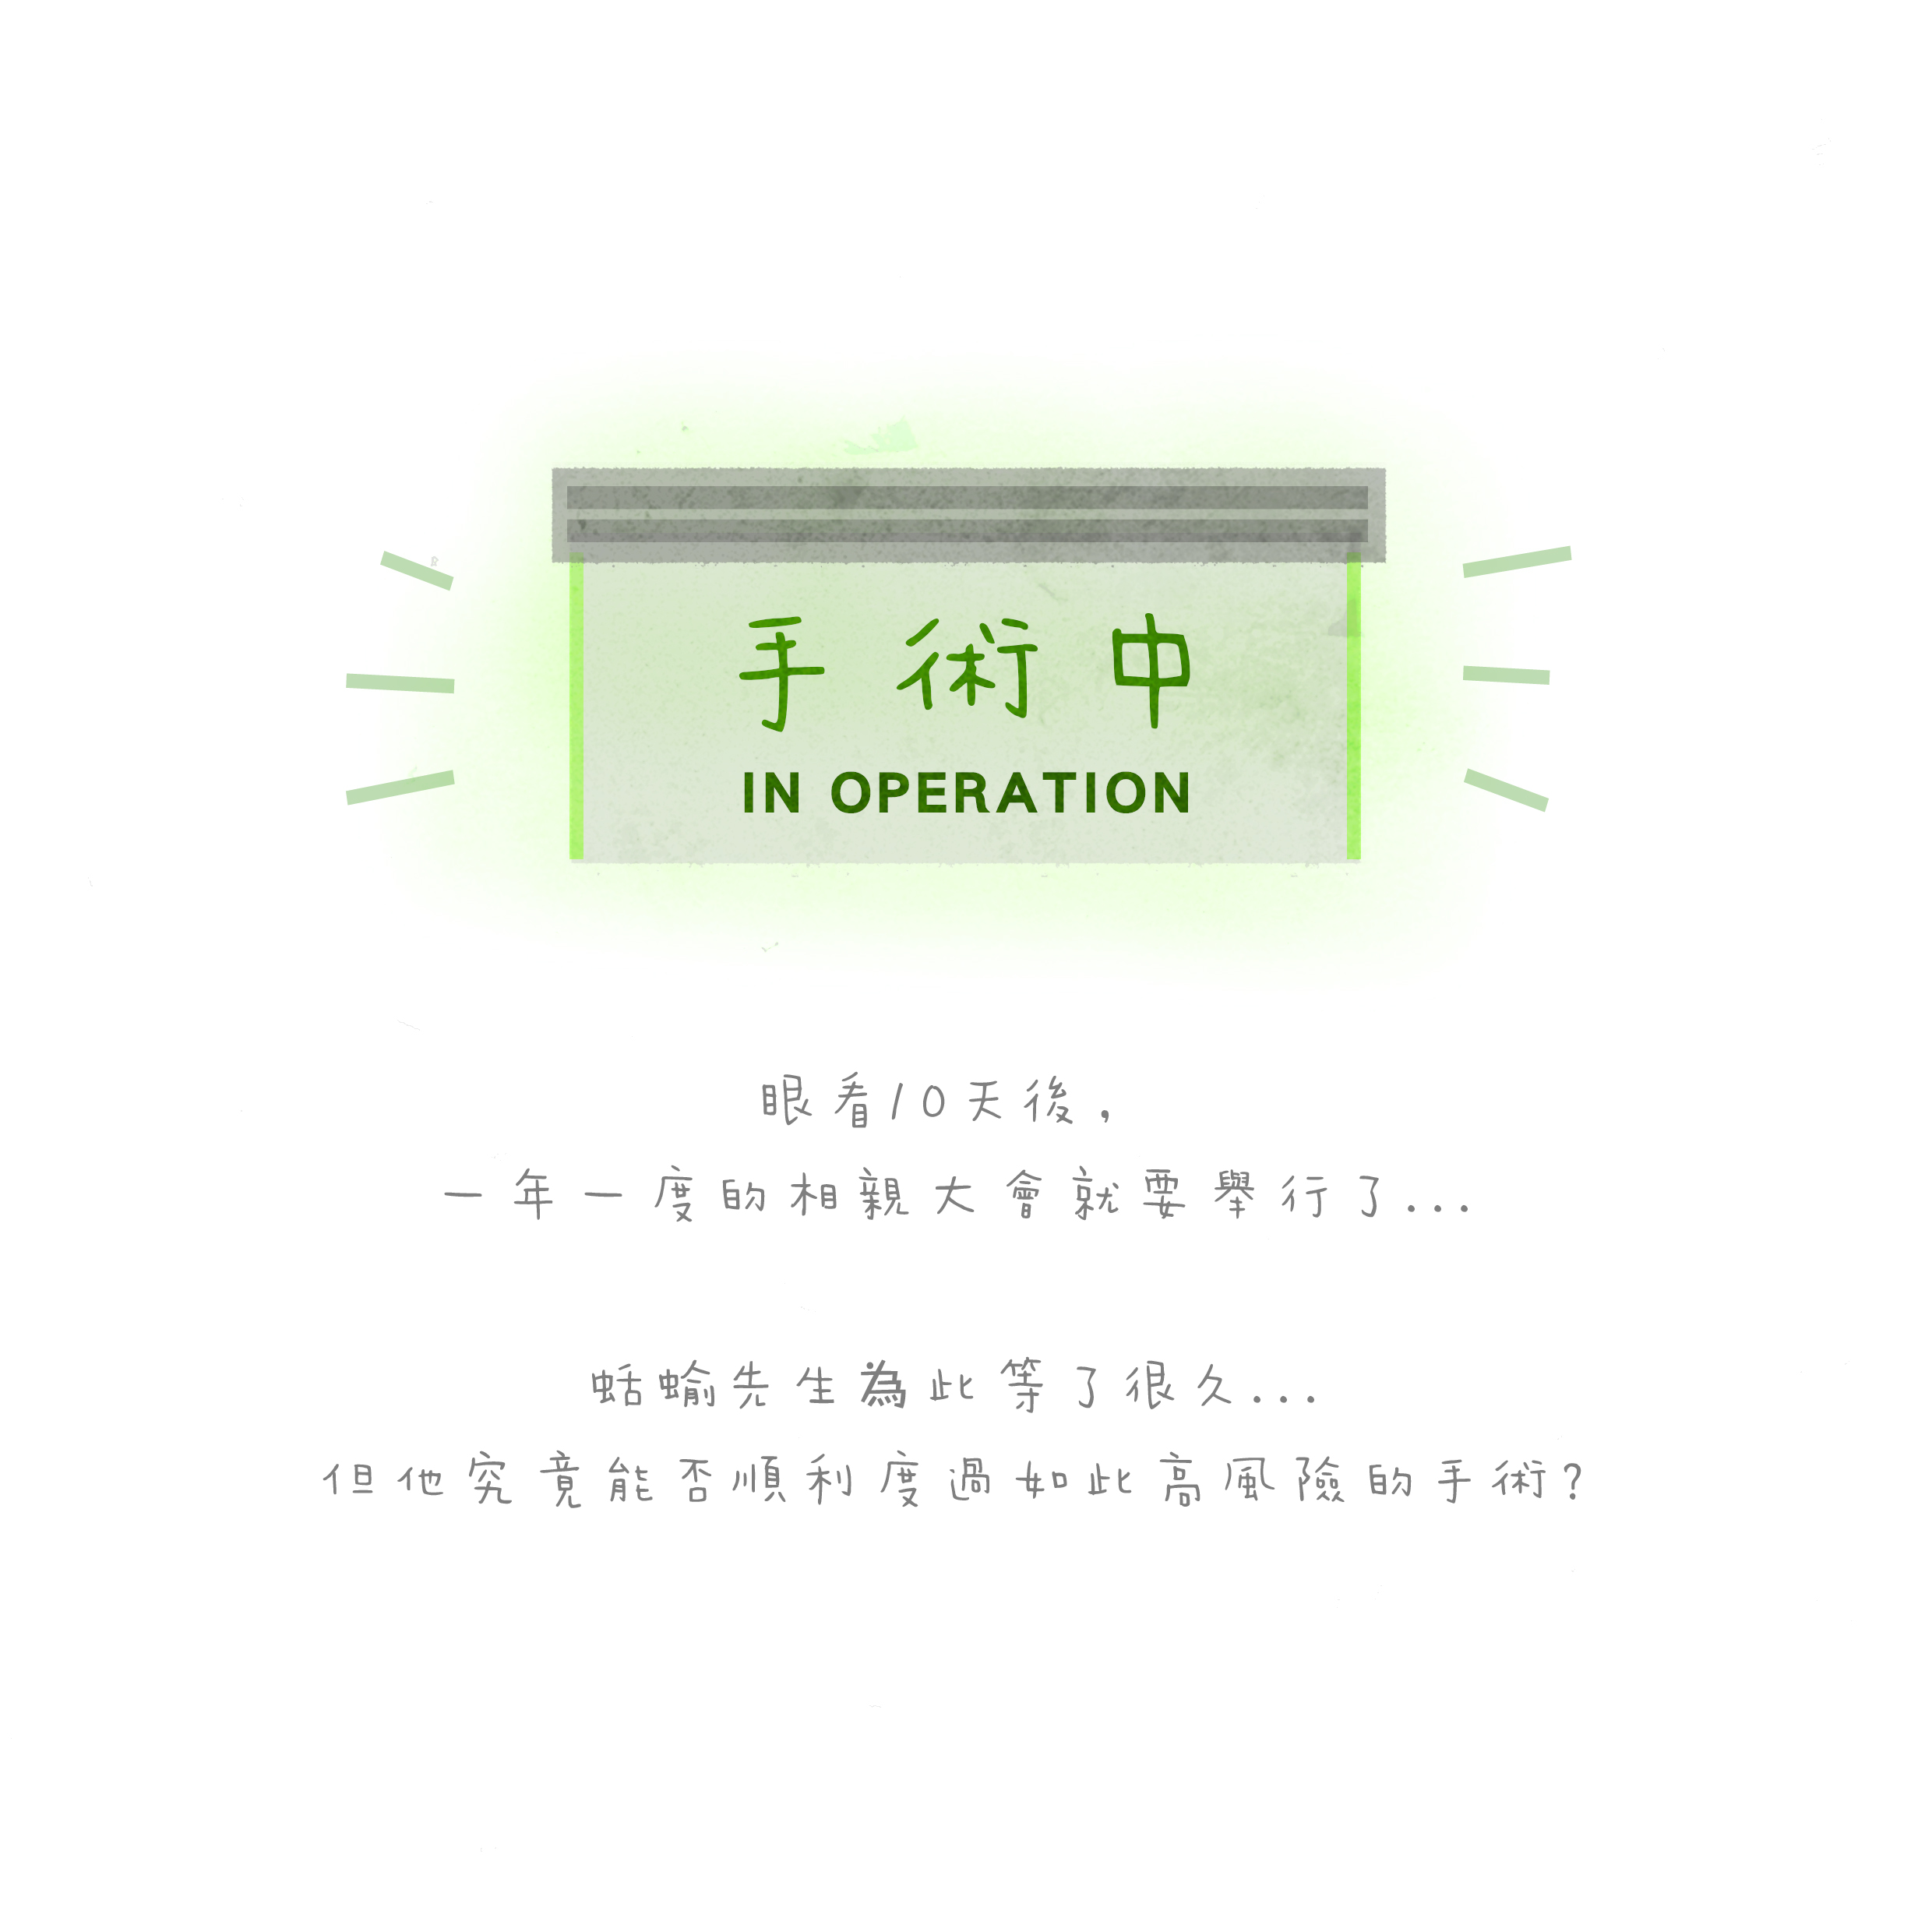 手術中
IN OPERATION
眼看10天後,
一年一度的相親大會就要舉行了...
蛞蝓先生為此等了很久...
但他究竟能否順利度過如此高風險的手術?